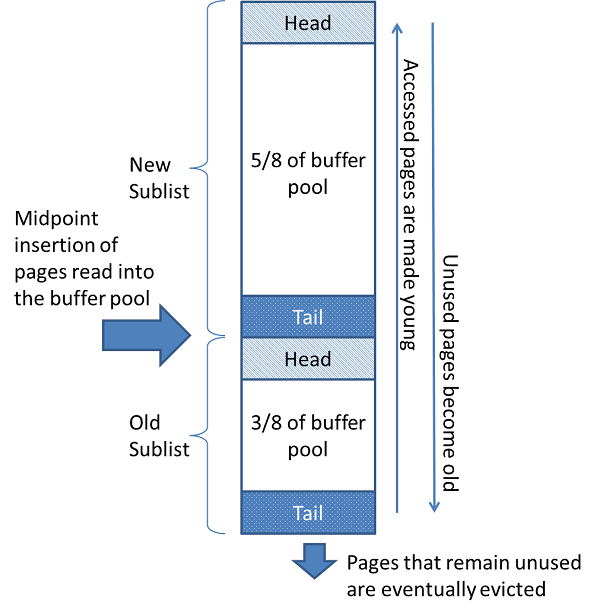 Head
5/8 of buffer
pool
New
Sublist
Midpoint
insertion of
pages read into
the buffer pool
Tail
Head
Old
Sublist
3/8 of buffer
pool
Tail
Accessed pages are made young
Unused pages become old
Pages that remain unused
are eventually evicted